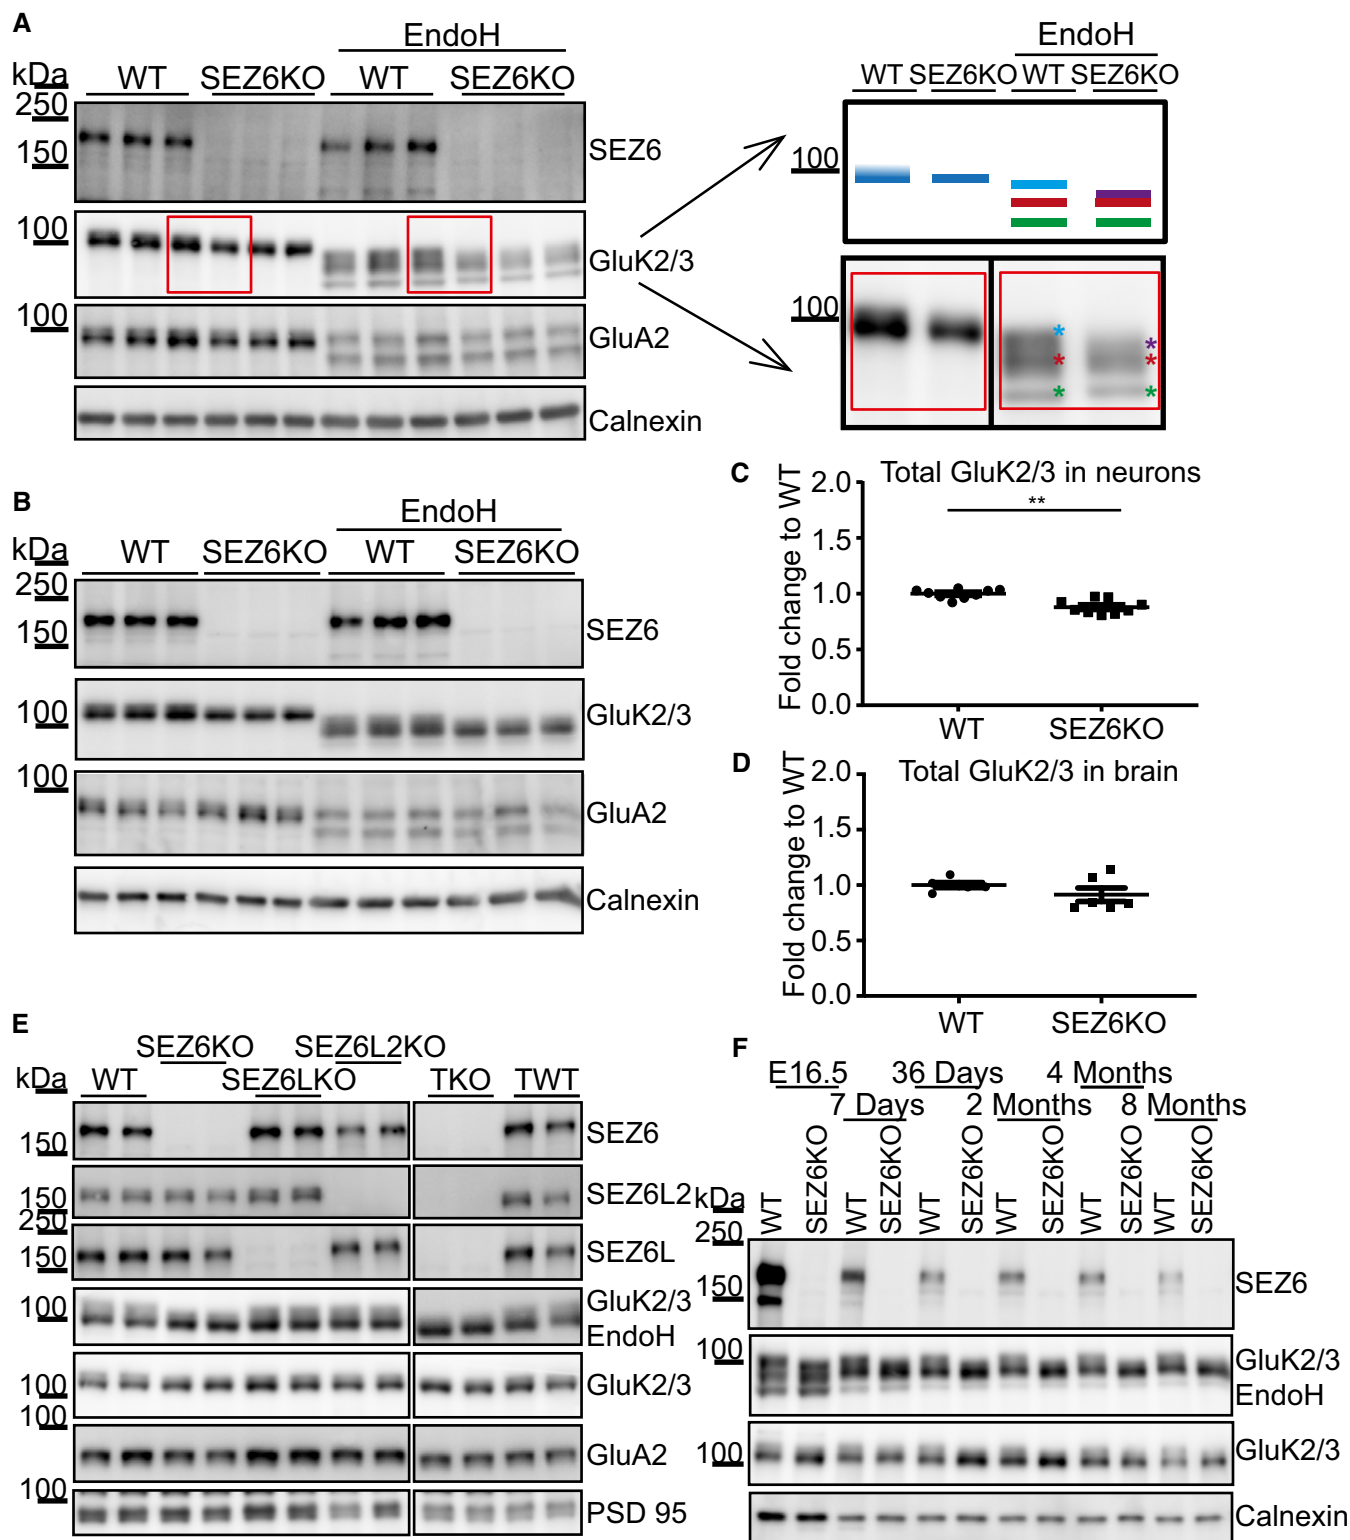 A
EndoH
kDa WT SEZ6KO WT SEZ6KO
250
150
SEZ6
100
GluK2/3
100
GluA2
Calnexin
EndoH
WT SEZ6KO WT SEZ6KO
100
100
*
*
*
*
*
*
B
EndoH
kDa WT SEZ6KO WT SEZ6KO
250
150
SEZ6
100
GluK2/3
100
GluA2
Calnexin
C
Total GluK2/3 in neurons
**
Fold change to WT
2.0
1.5
1.0
0.5
0.0
WT SEZ6KO
D
Total GluK2/3 in brain
Fold change to WT
2.0
1.5
1.0
0.5
0.0
WT SEZ6KO
E
SEZ6KO SEZ6L2KO
kDa WT SEZ6LKO TKO TWT
150
SEZ6
150
SEZ6L2
250
150
SEZ6L
100
GluK2/3
EndoH
100
GluK2/3
100
GluA2
100
PSD 95
F
E16.5 36 Days 4 Months
7 Days 2 Months 8 Months
kDa WT SEZ6KO WT SEZ6KO WT SEZ6KO WT SEZ6KO WT SEZ6KO WT SEZ6KO
250
150
SEZ6
100
GluK2/3
EndoH
100
GluK2/3
Calnexin